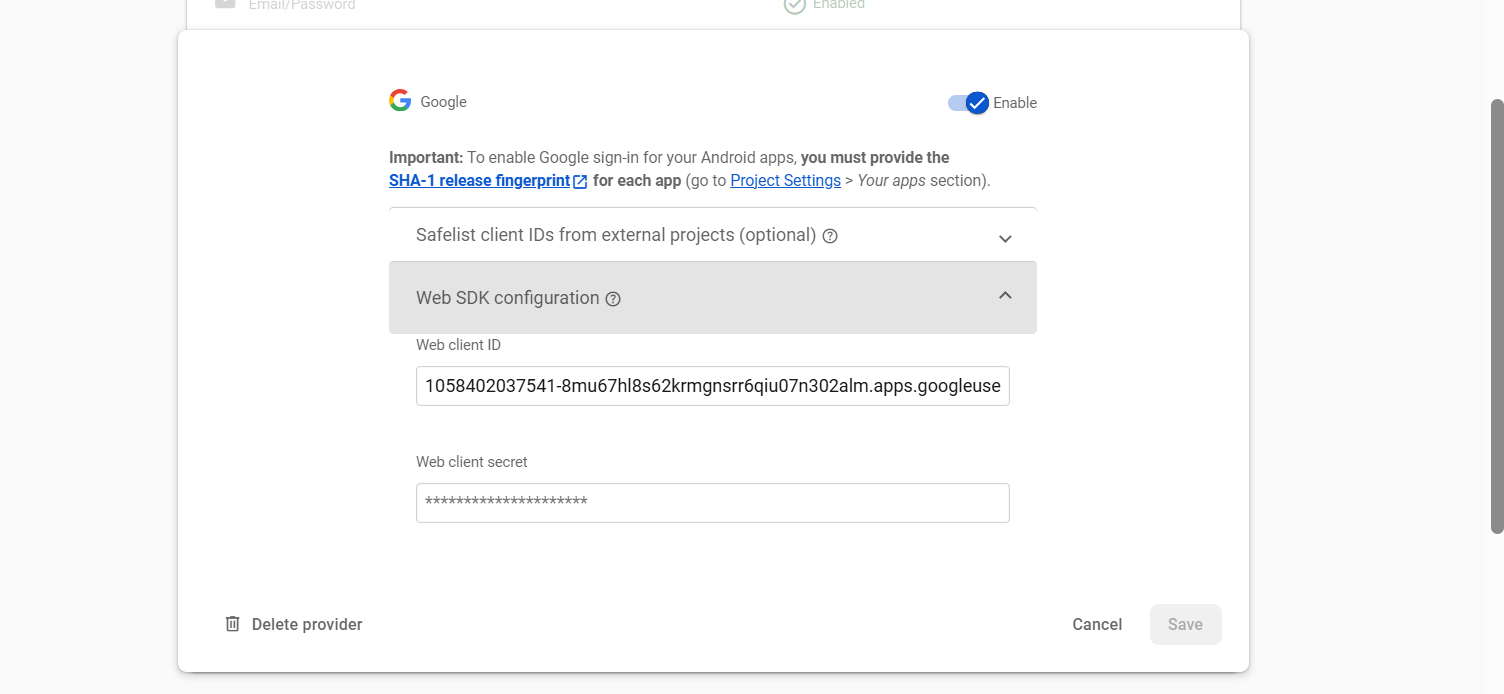 Email/Password
Enabled
Google
Enable
Important: To enable Google sign-in for your Android apps, you must provide the
SHA-1 release fingerprint for each app (go to Project Settings > Your apps section).
Safelist client IDs from external projects (optional)
Web SDK configuration
Web client ID
1058402037541-8mu67hl8s62krmgnsrr6qiu07n302alm.apps.googleuse
Web client secret
*********************
Delete provider
Cancel
Save